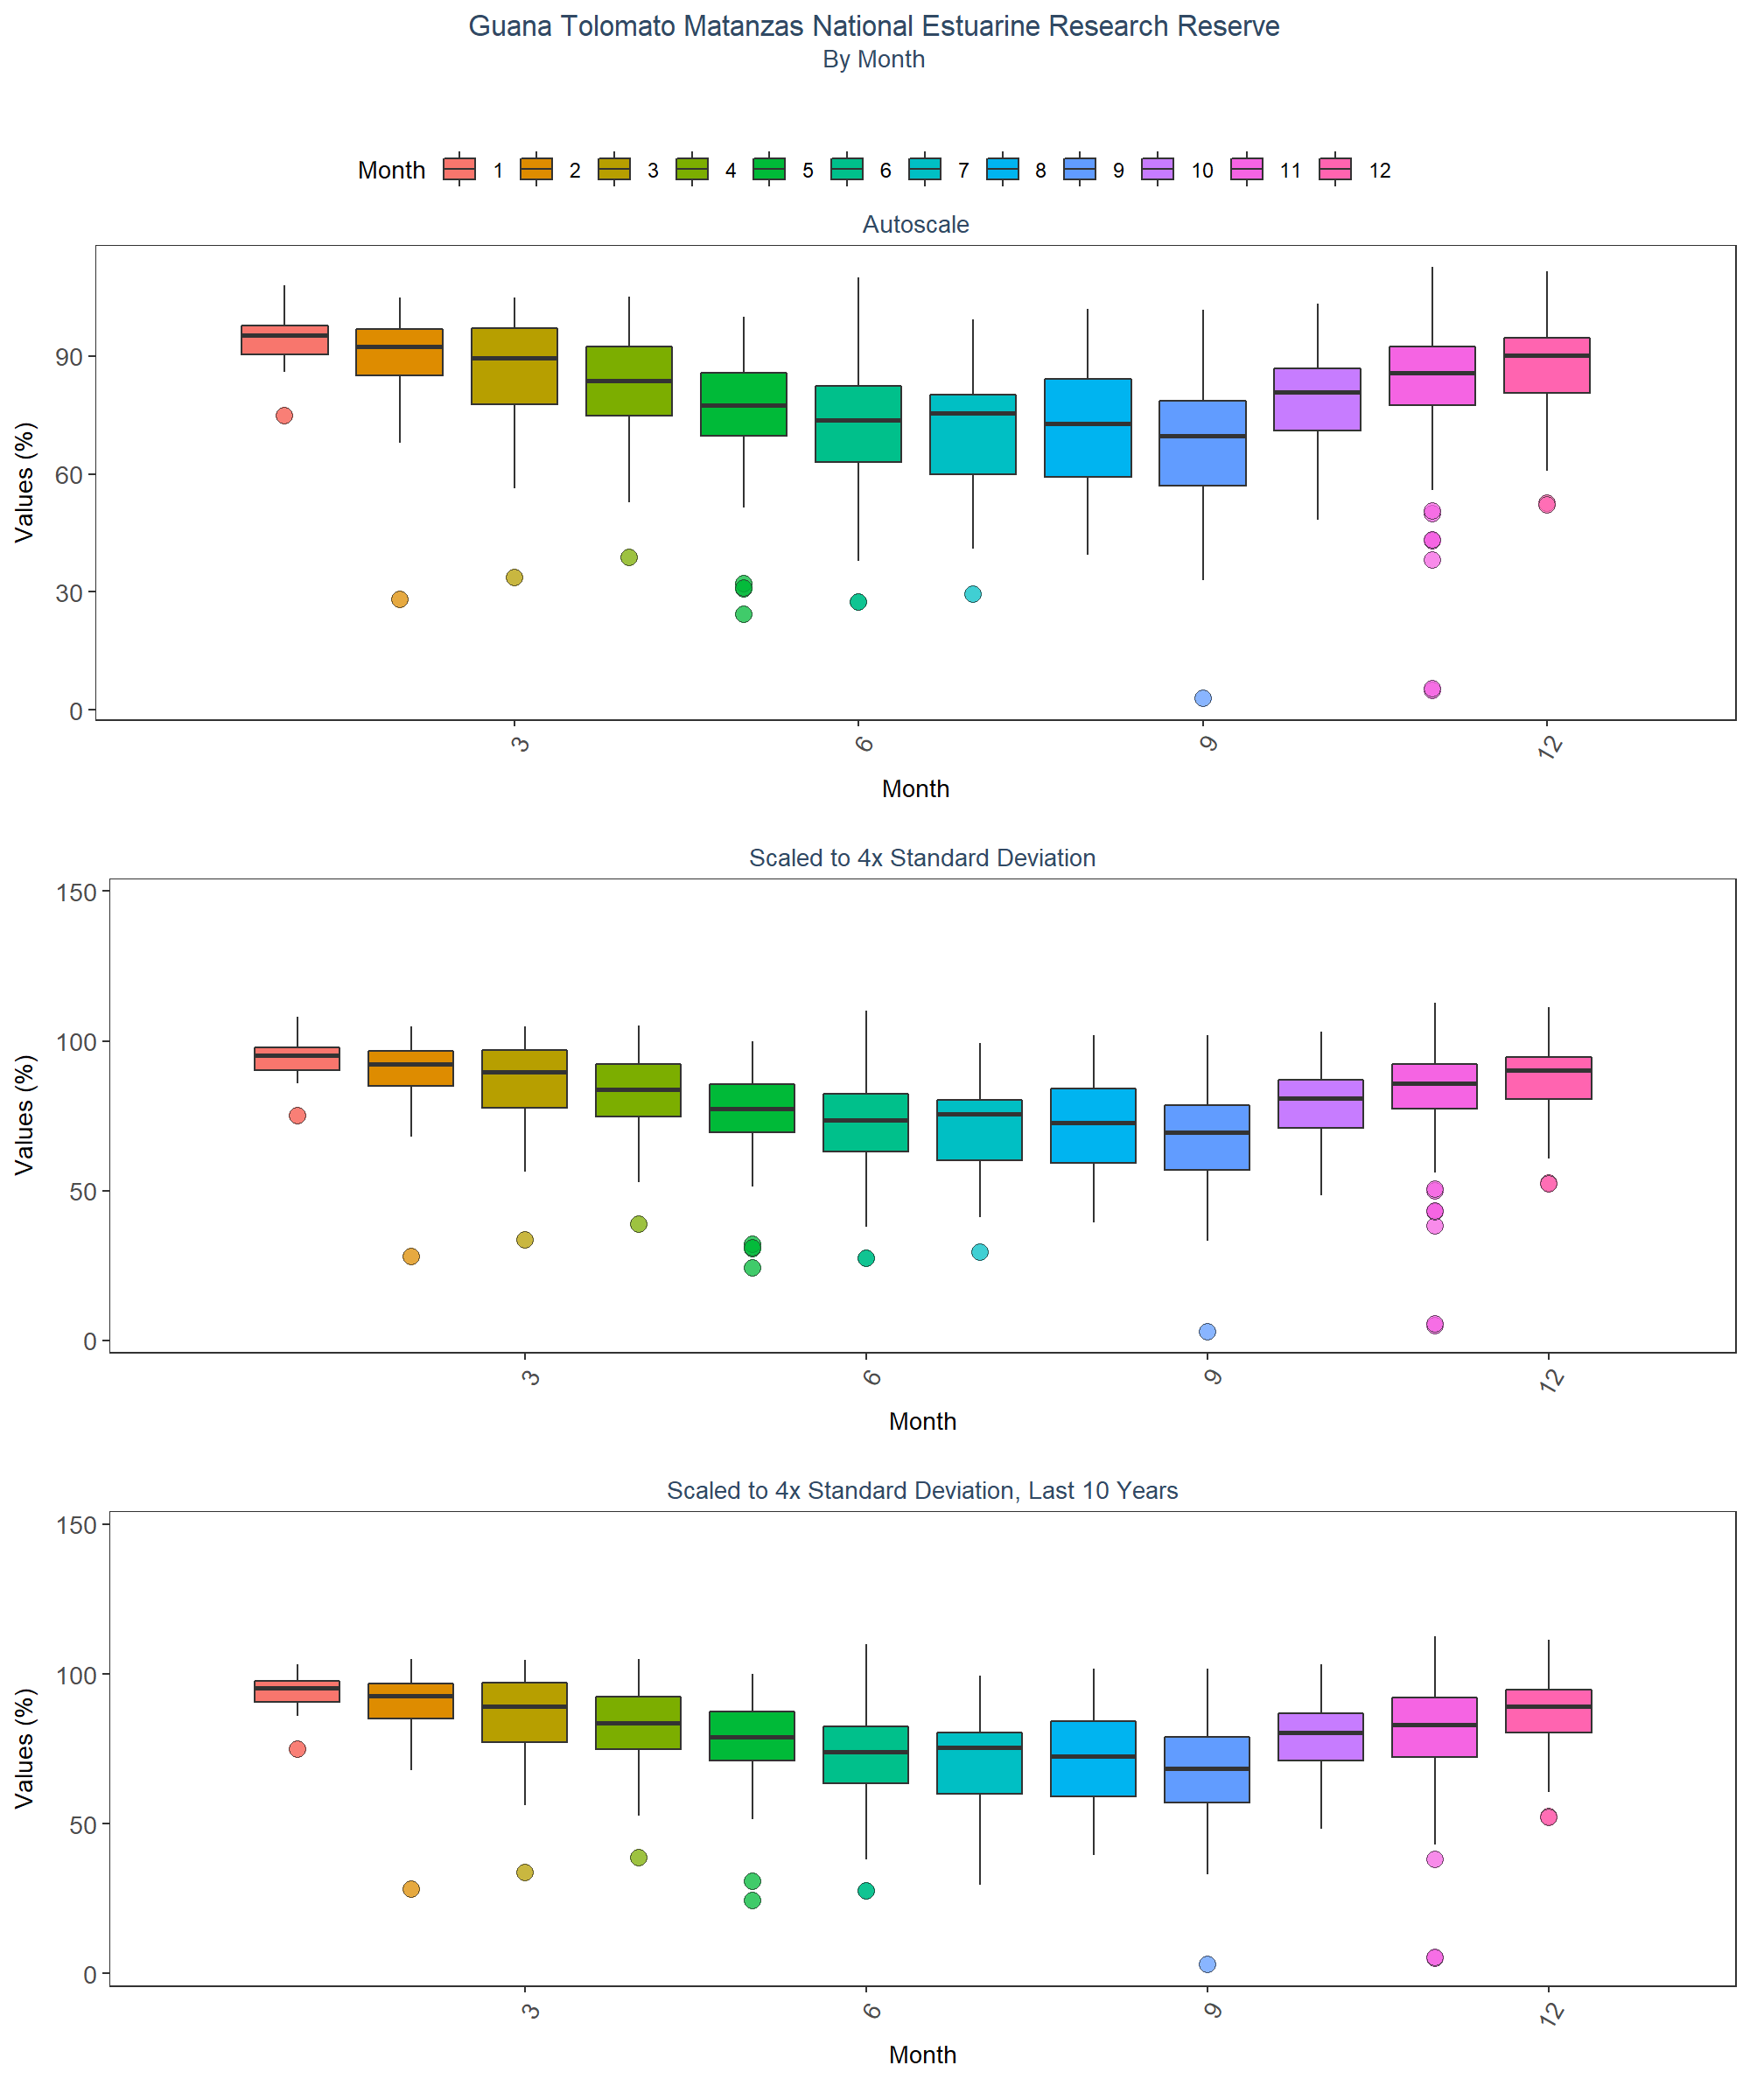 Guana Tolomato Matanzas National Estuarine Research Reserve
By Month
Month 1 2 3 4 5 6 7 8 9 10 11 12
Autoscale
Values (%)
90
60
30
0
3 6 9 12
Month
Scaled to 4x Standard Deviation
Values (%)
150
100
50
0
3 6 9 12
Month
Scaled to 4x Standard Deviation, Last 10 Years
Values (%)
150
100
50
0
3 6 9 12
Month